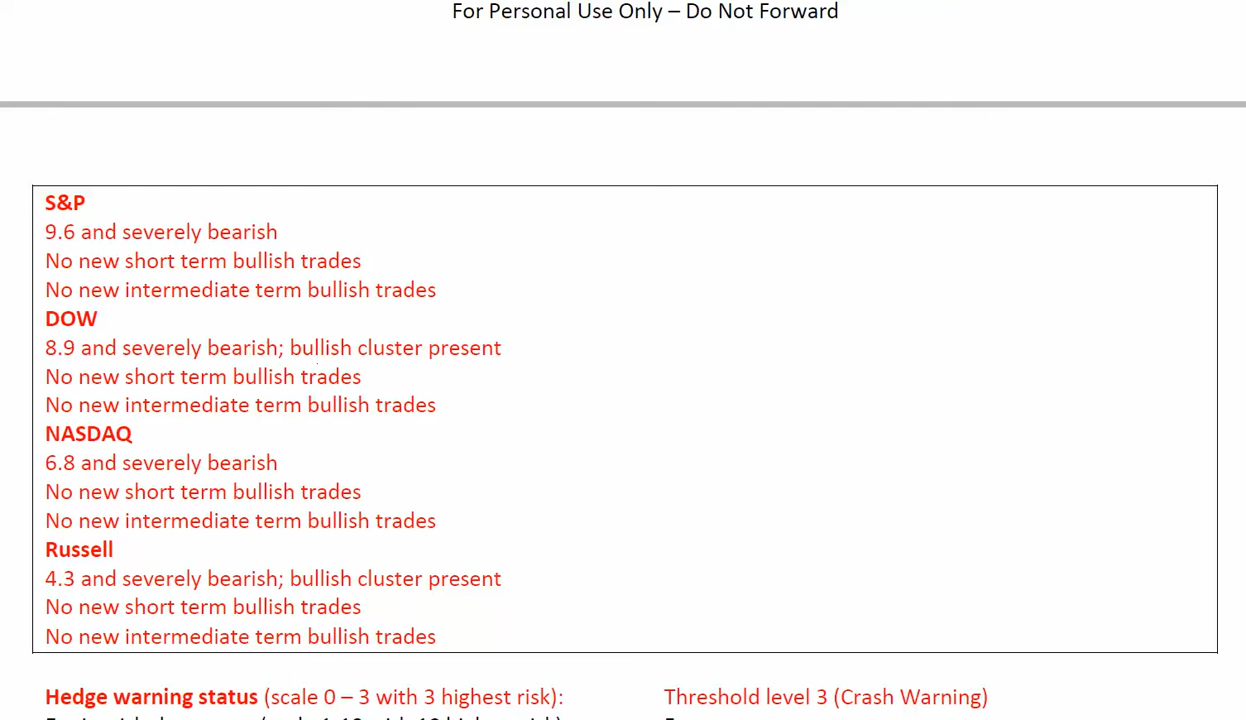 For Personal Use Only – Do Not Forward
S&P
9.6 and severely bearish
No new short term bullish trades
No new intermediate term bullish trades
DOW
8.9 and severely bearish; bullish cluster present
No new short term bullish trades
No new intermediate term bullish trades
NASDAQ
6.8 and severely bearish
No new short term bullish trades
No new intermediate term bullish trades
Russell
4.3 and severely bearish; bullish cluster present
No new short term bullish trades
No new intermediate term bullish trades
Hedge warning status (scale 0 – 3 with 3 highest risk): Threshold level 3 (Crash Warning)